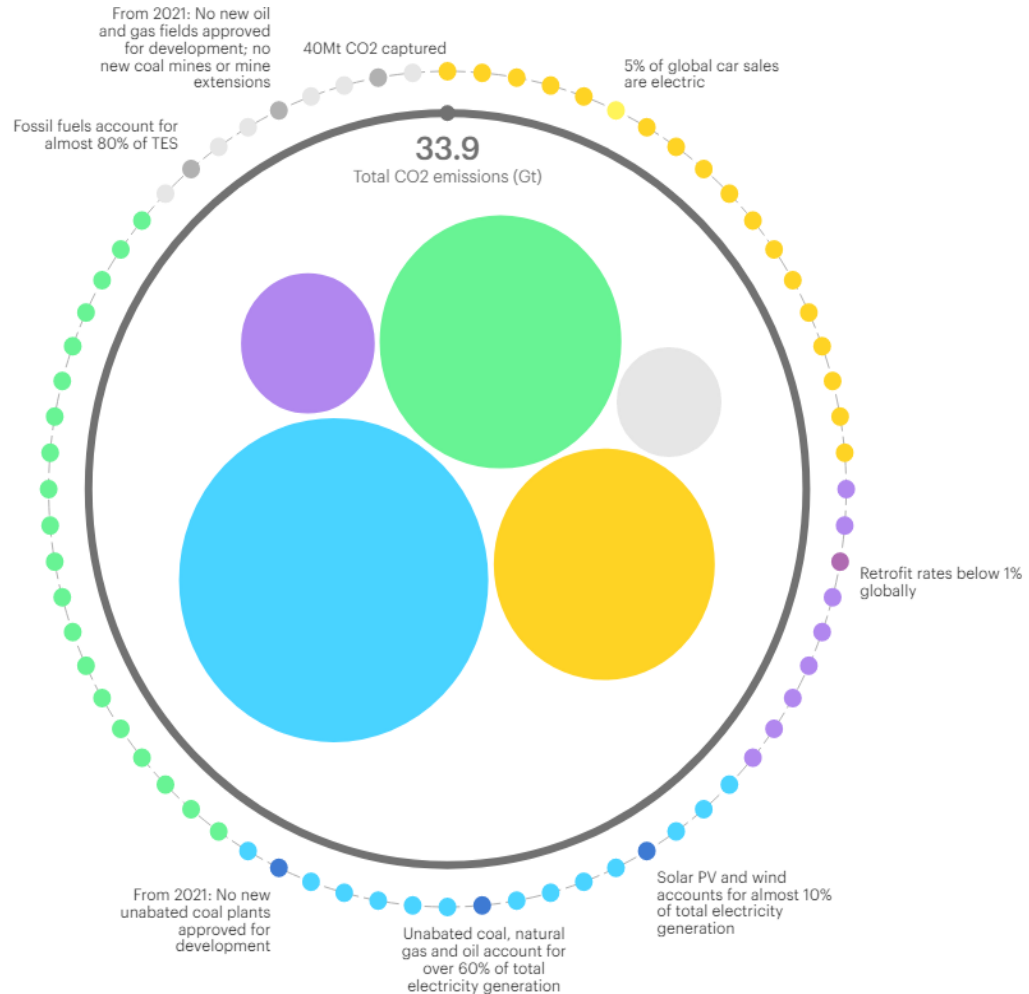 From 2021: No new oil
and gas fields approved
for development; no
new coal mines or mine
extensions
40Mt CO2 captured
5% of global car sales
are electric
Fossil fuels account for
almost 80% of TES
33.9
Total CO2 emissions (Gt)
Retrofit rates below 1%
globally
Solar PV and wind
accounts for almost 10%
of total electricity
generation
From 2021: No new
unabated coal plants
approved for
development
Unabated coal, natural
gas and oil account for
over 60% of total
electricity generation